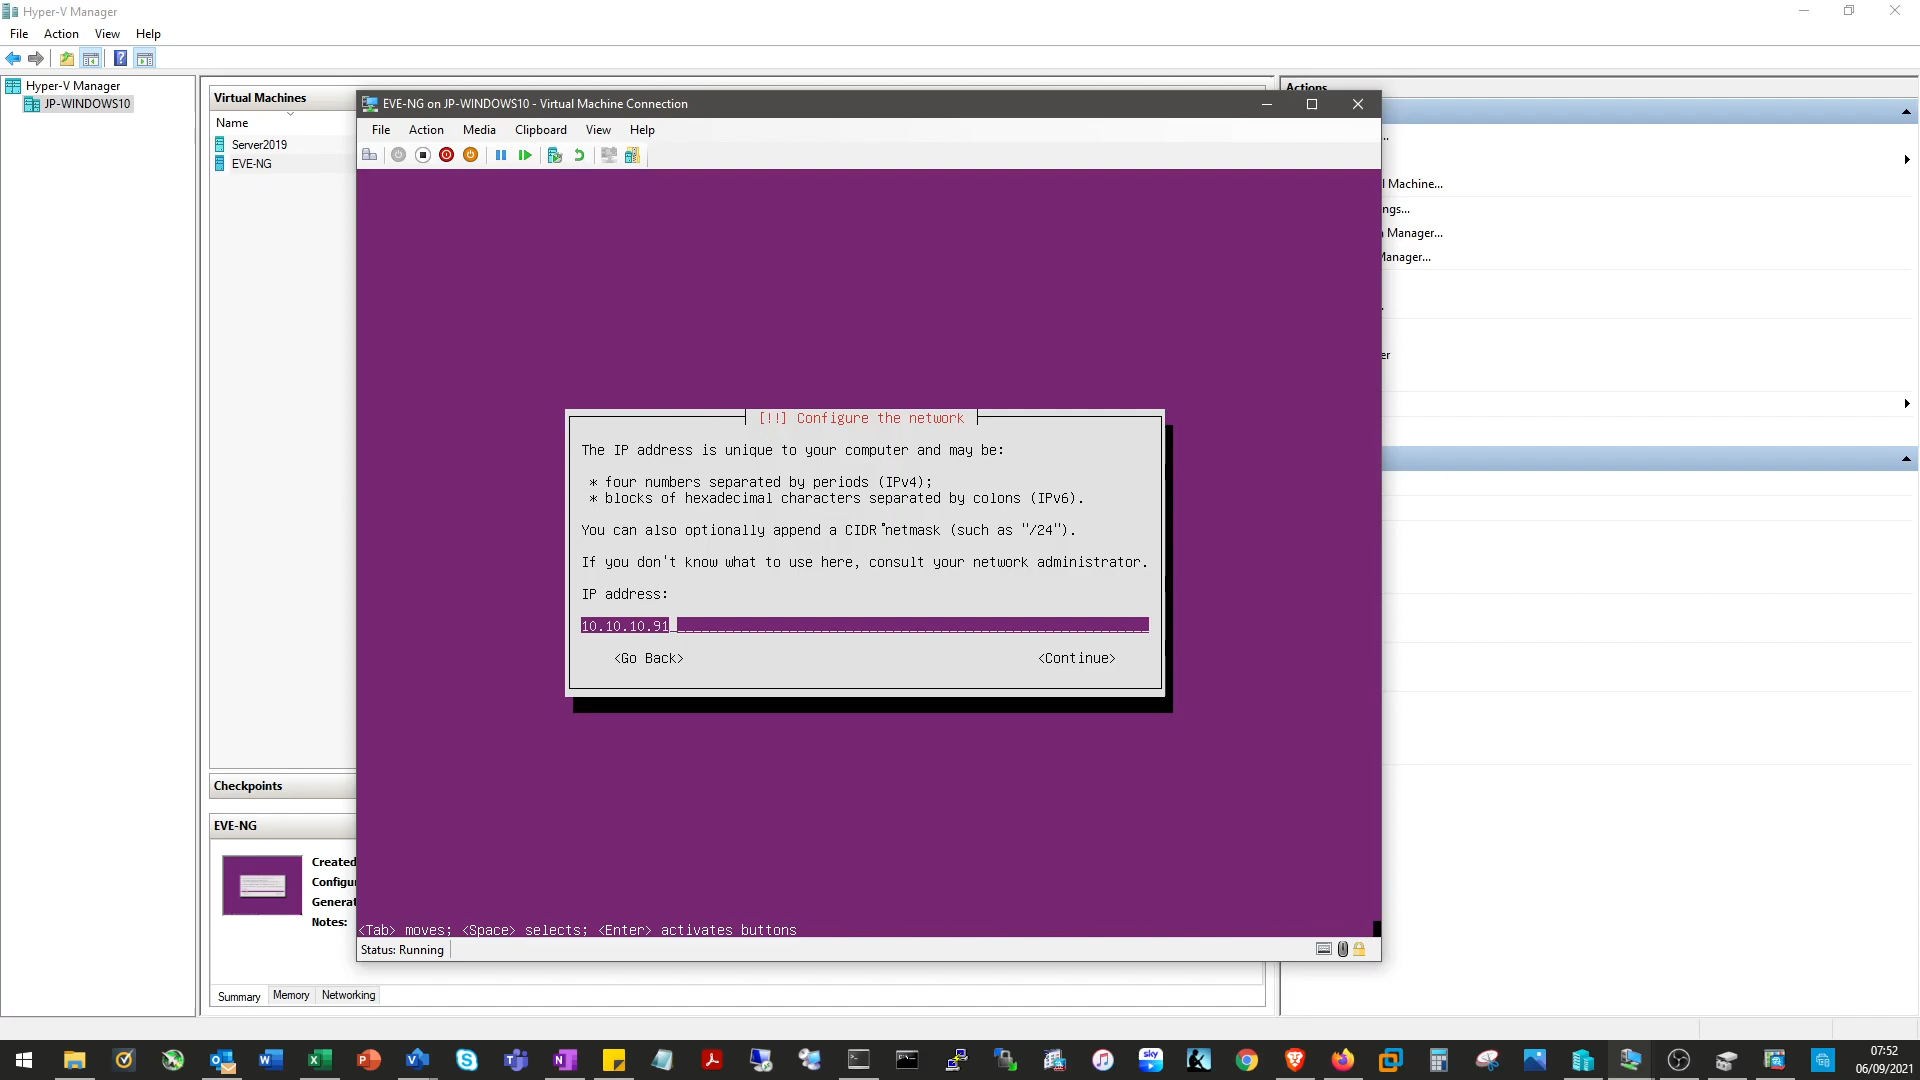 Hyper-V Manager
File Action View Help
Hyper-V Manager
JP-WINDOWS10
Virtual Machines
Name
Server2019
EVE-NG
Checkpoints
EVE-NG
Created
Configu
Generat
Notes:
Summary Memory Networking
EVE-NG on JP-WINDOWS10 - Virtual Machine Connection
File Action Media Clipboard View Help
[!!] Configure the network
The IP address is unique to your computer and may be:
* four numbers separated by periods (IPv4);
* blocks of hexadecimal characters separated by colons (IPv6).
You can also optionally append a CIDR netmask (such as "/24").
If you don't know what to use here, consult your network administrator.
IP address:
10.10.10.91
<Go Back> <Continue>
<Tab> moves; <Space> selects; <Enter> activates buttons
Status: Running
Actions
...
l Machine...
ngs...
Manager...
Manager...
er
sky
07:52
06/09/2021